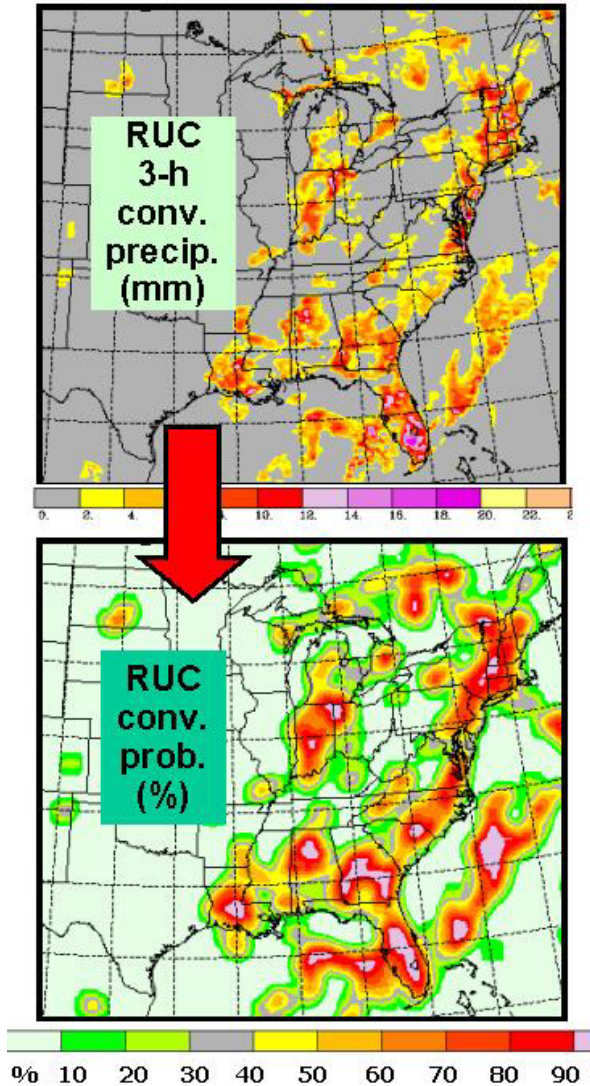 RUC
3-h
conv.
precip.
(mm)
0. 2. 4. 10. 12. 14. 16. 18. 20. 22.
RUC
conv.
prob.
(%)
% 10 20 30 40 50 60 70 80 90